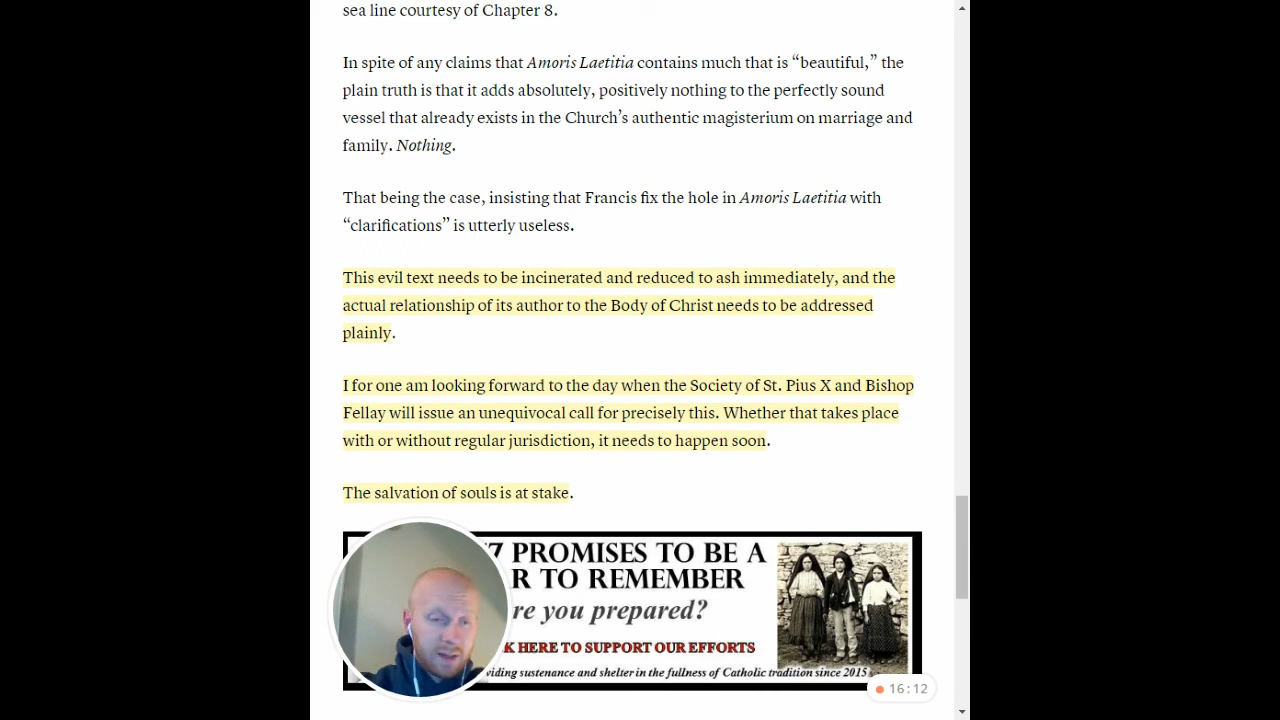 sea line courtesy of Chapter 8.
In spite of any claims that Amoris Laetitia contains much that is “beautiful,” the
plain truth is that it adds absolutely, positively nothing to the perfectly sound
vessel that already exists in the Church’s authentic magisterium on marriage and
family. Nothing.
That being the case, insisting that Francis fix the hole in Amoris Laetitia with
“clarifications” is utterly useless.
This evil text needs to be incinerated and reduced to ash immediately, and the
actual relationship of its author to the Body of Christ needs to be addressed
plainly.
I for one am looking forward to the day when the Society of St. Pius X and Bishop
Fellay will issue an unequivocal call for precisely this. Whether that takes place
with or without regular jurisdiction, it needs to happen soon.
The salvation of souls is at stake.
7 PROMISES TO BE A
R TO REMEMBER
re you prepared?
K HERE TO SUPPORT OUR EFFORTS
viding sustenance and shelter in the fullness of Catholic tradition since 2015
16:12